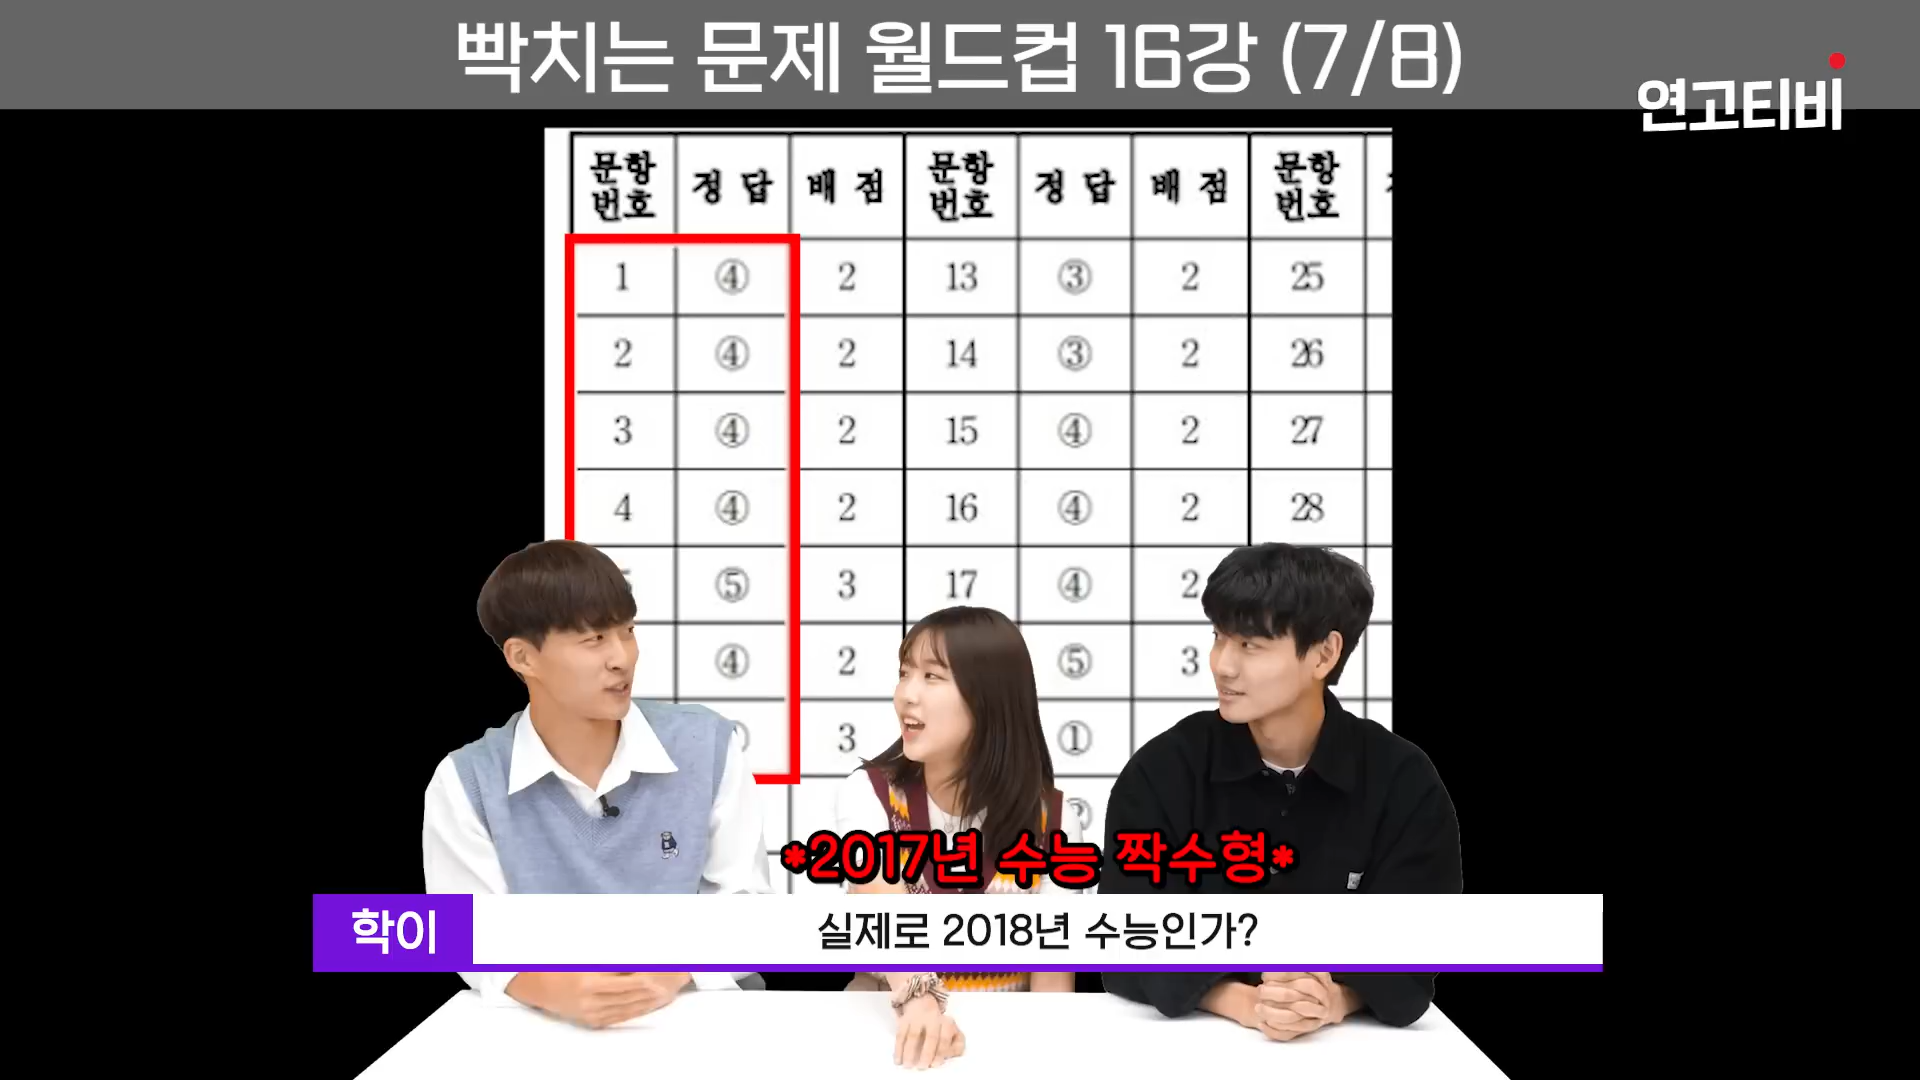 빡치는 문제 월드컵 16강 (7/8)
연고티비
문항 번호 정 답 배 점 문항 번호 정 답 배 점 문항 번호
1 ④ 2 13 ③ 2 25
2 ④ 2 14 ③ 2 26
3 ④ 2 15 ④ 2 27
4 ④ 2 16 ④ 2 28
⑤ 3 17 ④ 2
④ 2 ⑤ 3
3 ①
*2017년 수능 짝수형*
학이 실제로 2018년 수능인가?